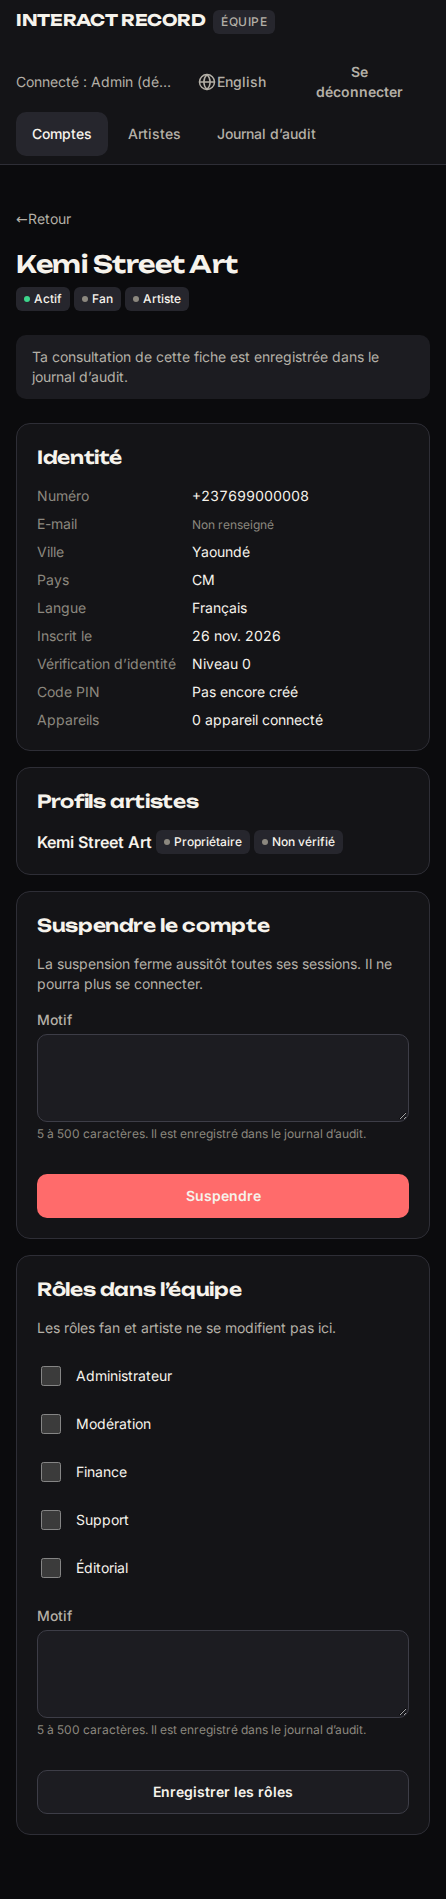 INTERACT RECORD ÉQUIPE
Connecté : Admin (dé…
English
Se
déconnecter
Comptes
Artistes
Journal d’audit
←Retour
Kemi Street Art
Actif
Fan
Artiste
Ta consultation de cette fiche est enregistrée dans le
journal d’audit.
Identité
Numéro +237699000008
E-mail Non renseigné
Ville Yaoundé
Pays CM
Langue Français
Inscrit le 26 nov. 2026
Vérification d’identité Niveau 0
Code PIN Pas encore créé
Appareils 0 appareil connecté
Profils artistes
Kemi Street Art Propriétaire Non vérifié
Suspendre le compte
La suspension ferme aussitôt toutes ses sessions. Il ne
pourra plus se connecter.
Motif
5 à 500 caractères. Il est enregistré dans le journal d’audit.
Suspendre
Rôles dans l’équipe
Les rôles fan et artiste ne se modifient pas ici.
Administrateur
Modération
Finance
Support
Éditorial
Motif
5 à 500 caractères. Il est enregistré dans le journal d’audit.
Enregistrer les rôles